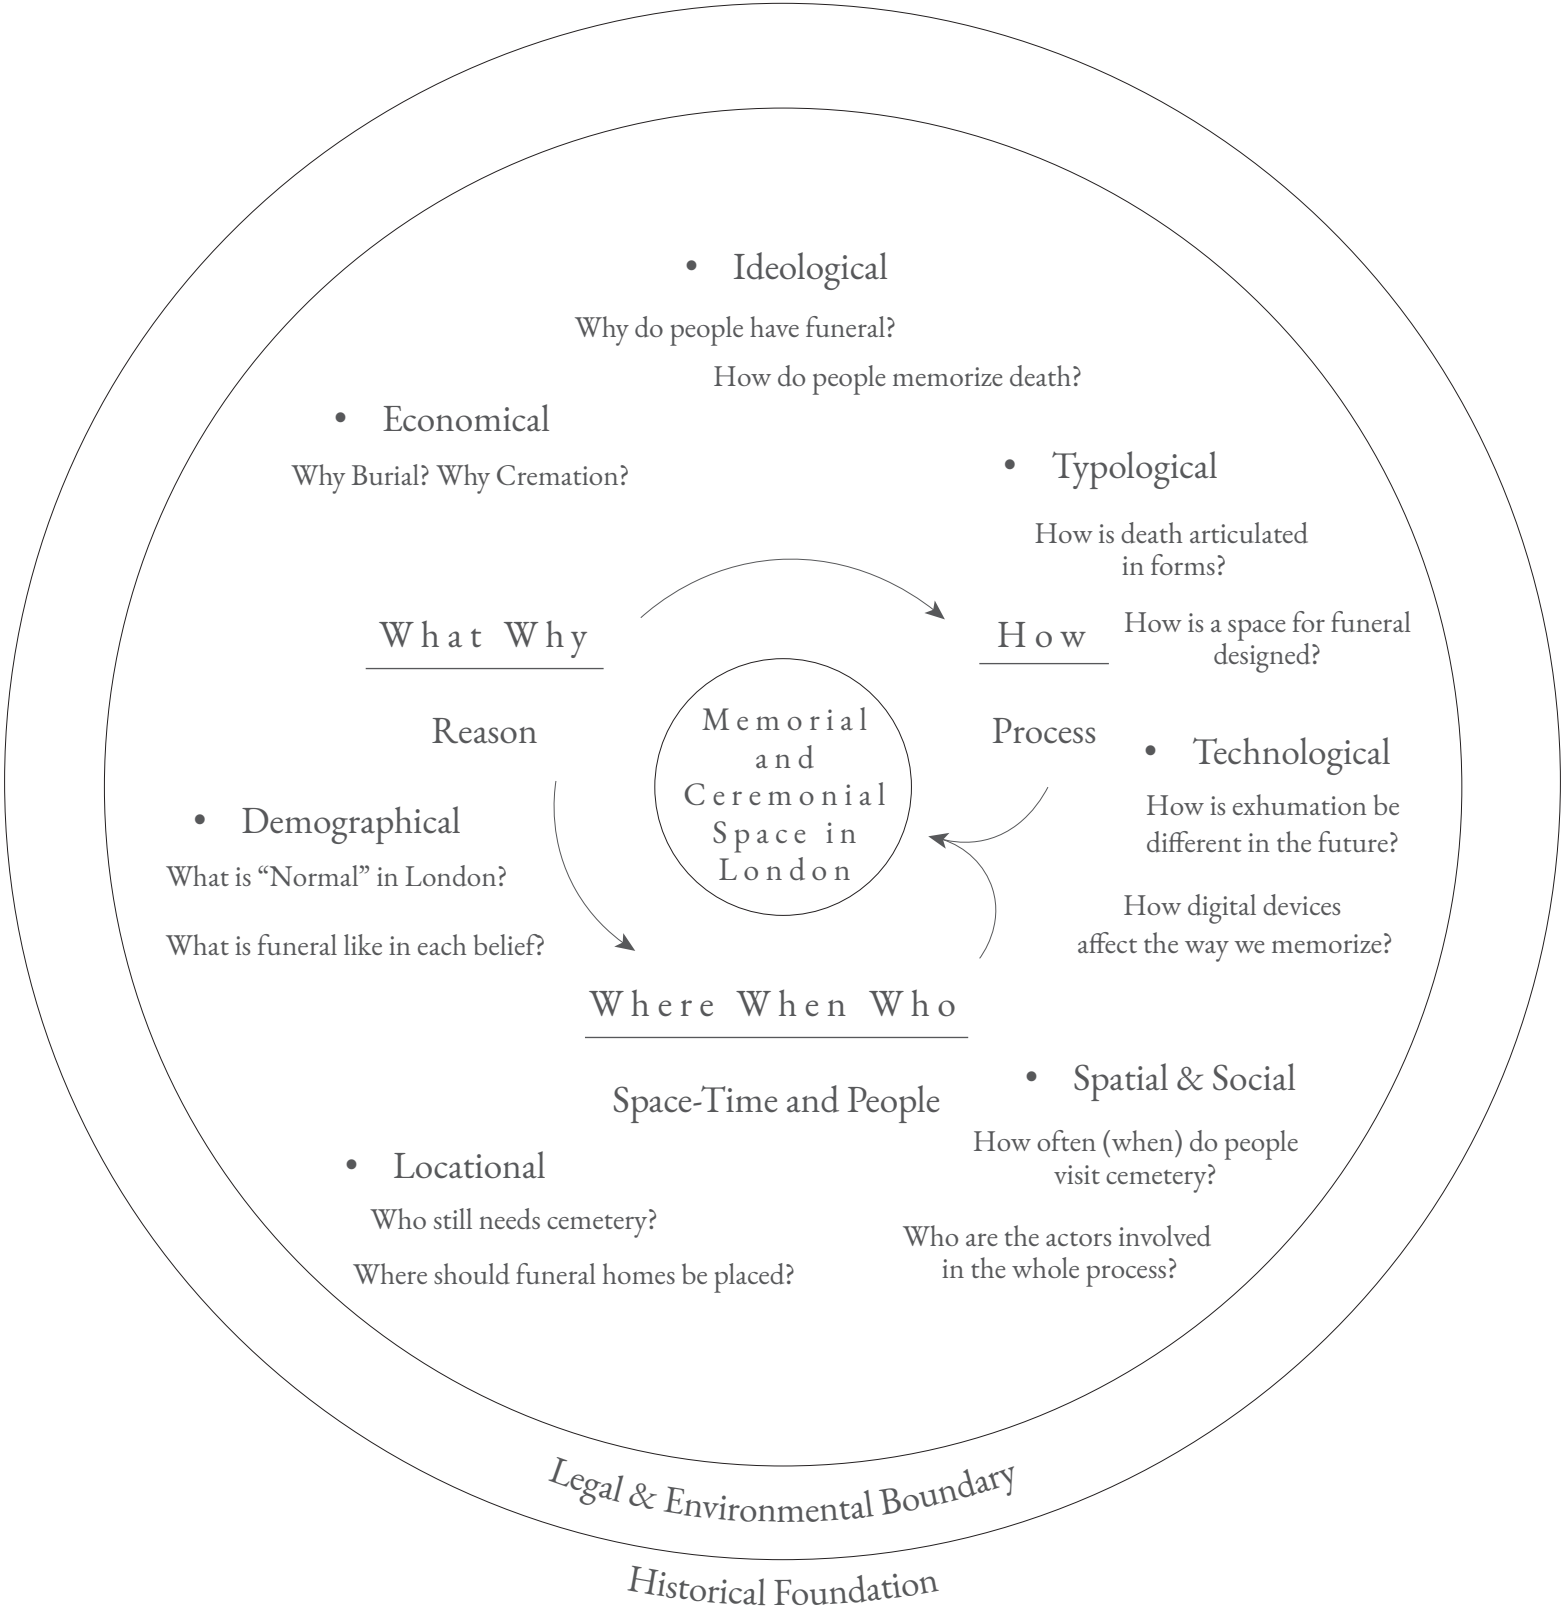 • Ideological
Why do people have funeral?
How do people memorize death?
• Economical
Why Burial? Why Cremation?
• Typological
How is death articulated
in forms?
What Why
Reason
How
Process
How is a space for funeral
designed?
Memorial
and
Ceremonial
Space in
London
• Technological
How is exhumation be
different in the future?
How digital devices
affect the way we memorize?
• Demographical
What is “Normal” in London?
What is funeral like in each belief?
Where When Who
Space-Time and People
• Spatial & Social
How often (when) do people
visit cemetery?
Who are the actors involved
in the whole process?
• Locational
Who still needs cemetery?
Where should funeral homes be placed?
Legal & Environmental Boundary
Historical Foundation